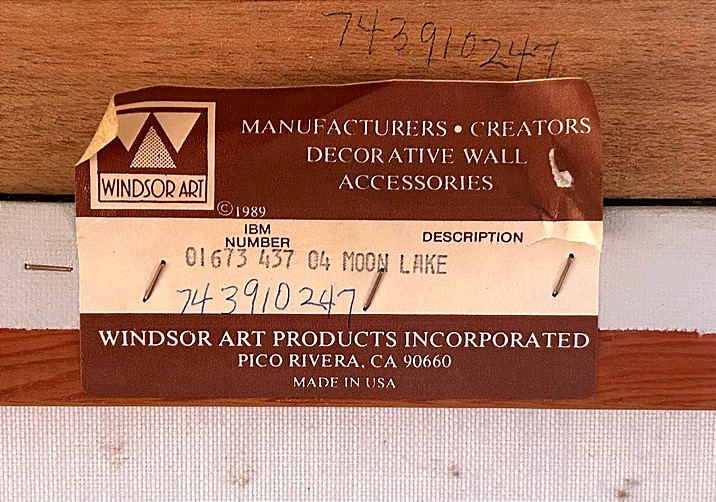 743910247
MANUFACTURERS • CREATORS
DECORATIVE WALL
ACCESSORIES
WINDSOR ART
© 1989
IBM
NUMBER
DESCRIPTION
01673 437 04 MOON LAKE
743910247
WINDSOR ART PRODUCTS INCORPORATED
PICO RIVERA, CA 90660
MADE IN USA